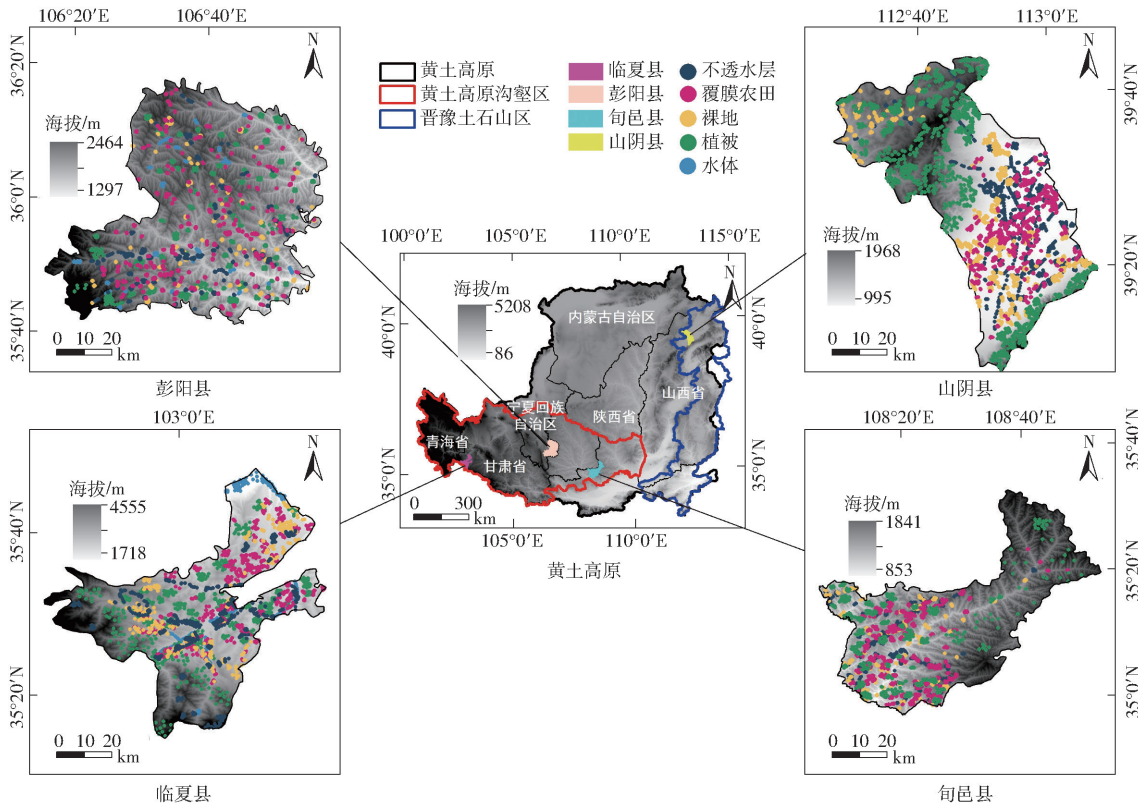 106°20′E
106°40′E
36°20′N
36°0′N
35°40′N
N
海拔/m
2464
1297
0 10 20
km
彭阳县
黄土高原
黄土高原沟壑区
晋豫土石山区
临夏县
彭阳县
旬邑县
山阴县
不透水层
覆膜农田
裸地
植被
水体
112°40′E
113°0′E
39°40′N
39°20′N
N
海拔/m
1968
995
0 10 20
km
山阴县
100°0′E
105°0′E
110°0′E
115°0′E
40°0′N
35°0′N
40°0′N
35°0′N
N
海拔/m
5208
86
内蒙古自治区
山西省
宁夏回族
自治区
陕西省
青海省
甘肃省
0 300
km
105°0′E
110°0′E
黄土高原
103°0′E
35°40′N
35°20′N
N
海拔/m
4555
1718
0 10 20
km
临夏县
108°20′E
108°40′E
35°40′N
35°20′N
35°0′N
N
海拔/m
1841
853
0 10 20
km
旬邑县